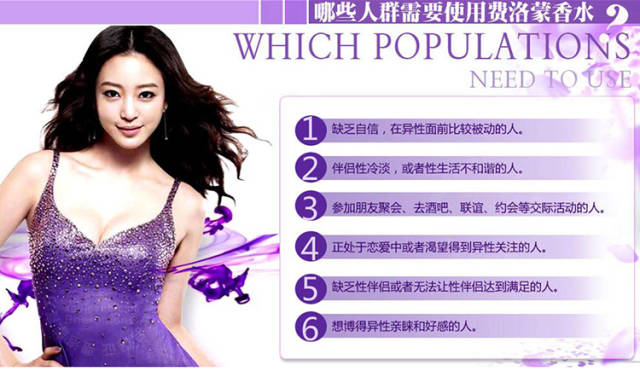 哪些人群需要使用费洛蒙香水?
WHICH POPULATIONS
NEED TO USE
1 缺乏自信，在异性面前比较被动的人。
2 伴侣性冷淡，或者性生活不和谐的人。
3 参加朋友聚会、去酒吧、联谊、约会等交际活动的人。
4 正处于恋爱中或者渴望得到异性关注的人。
5 缺乏性伴侣或者无法让性伴侣达到满足的人。
6 想博得异性亲睐和好感的人。